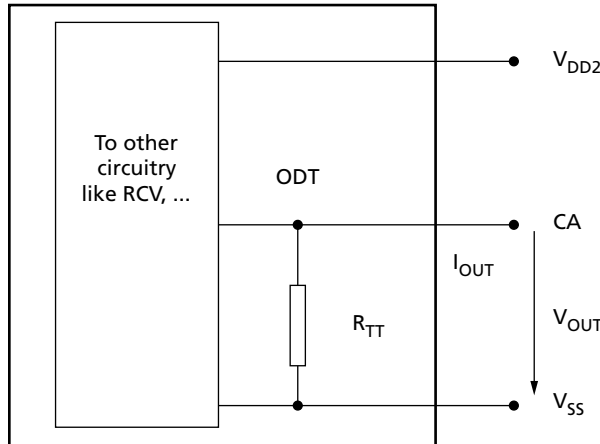 V_DD2
To other
circuitry
like RCV, ...
ODT
CA
I_OUT
R_TT
V_OUT
V_SS